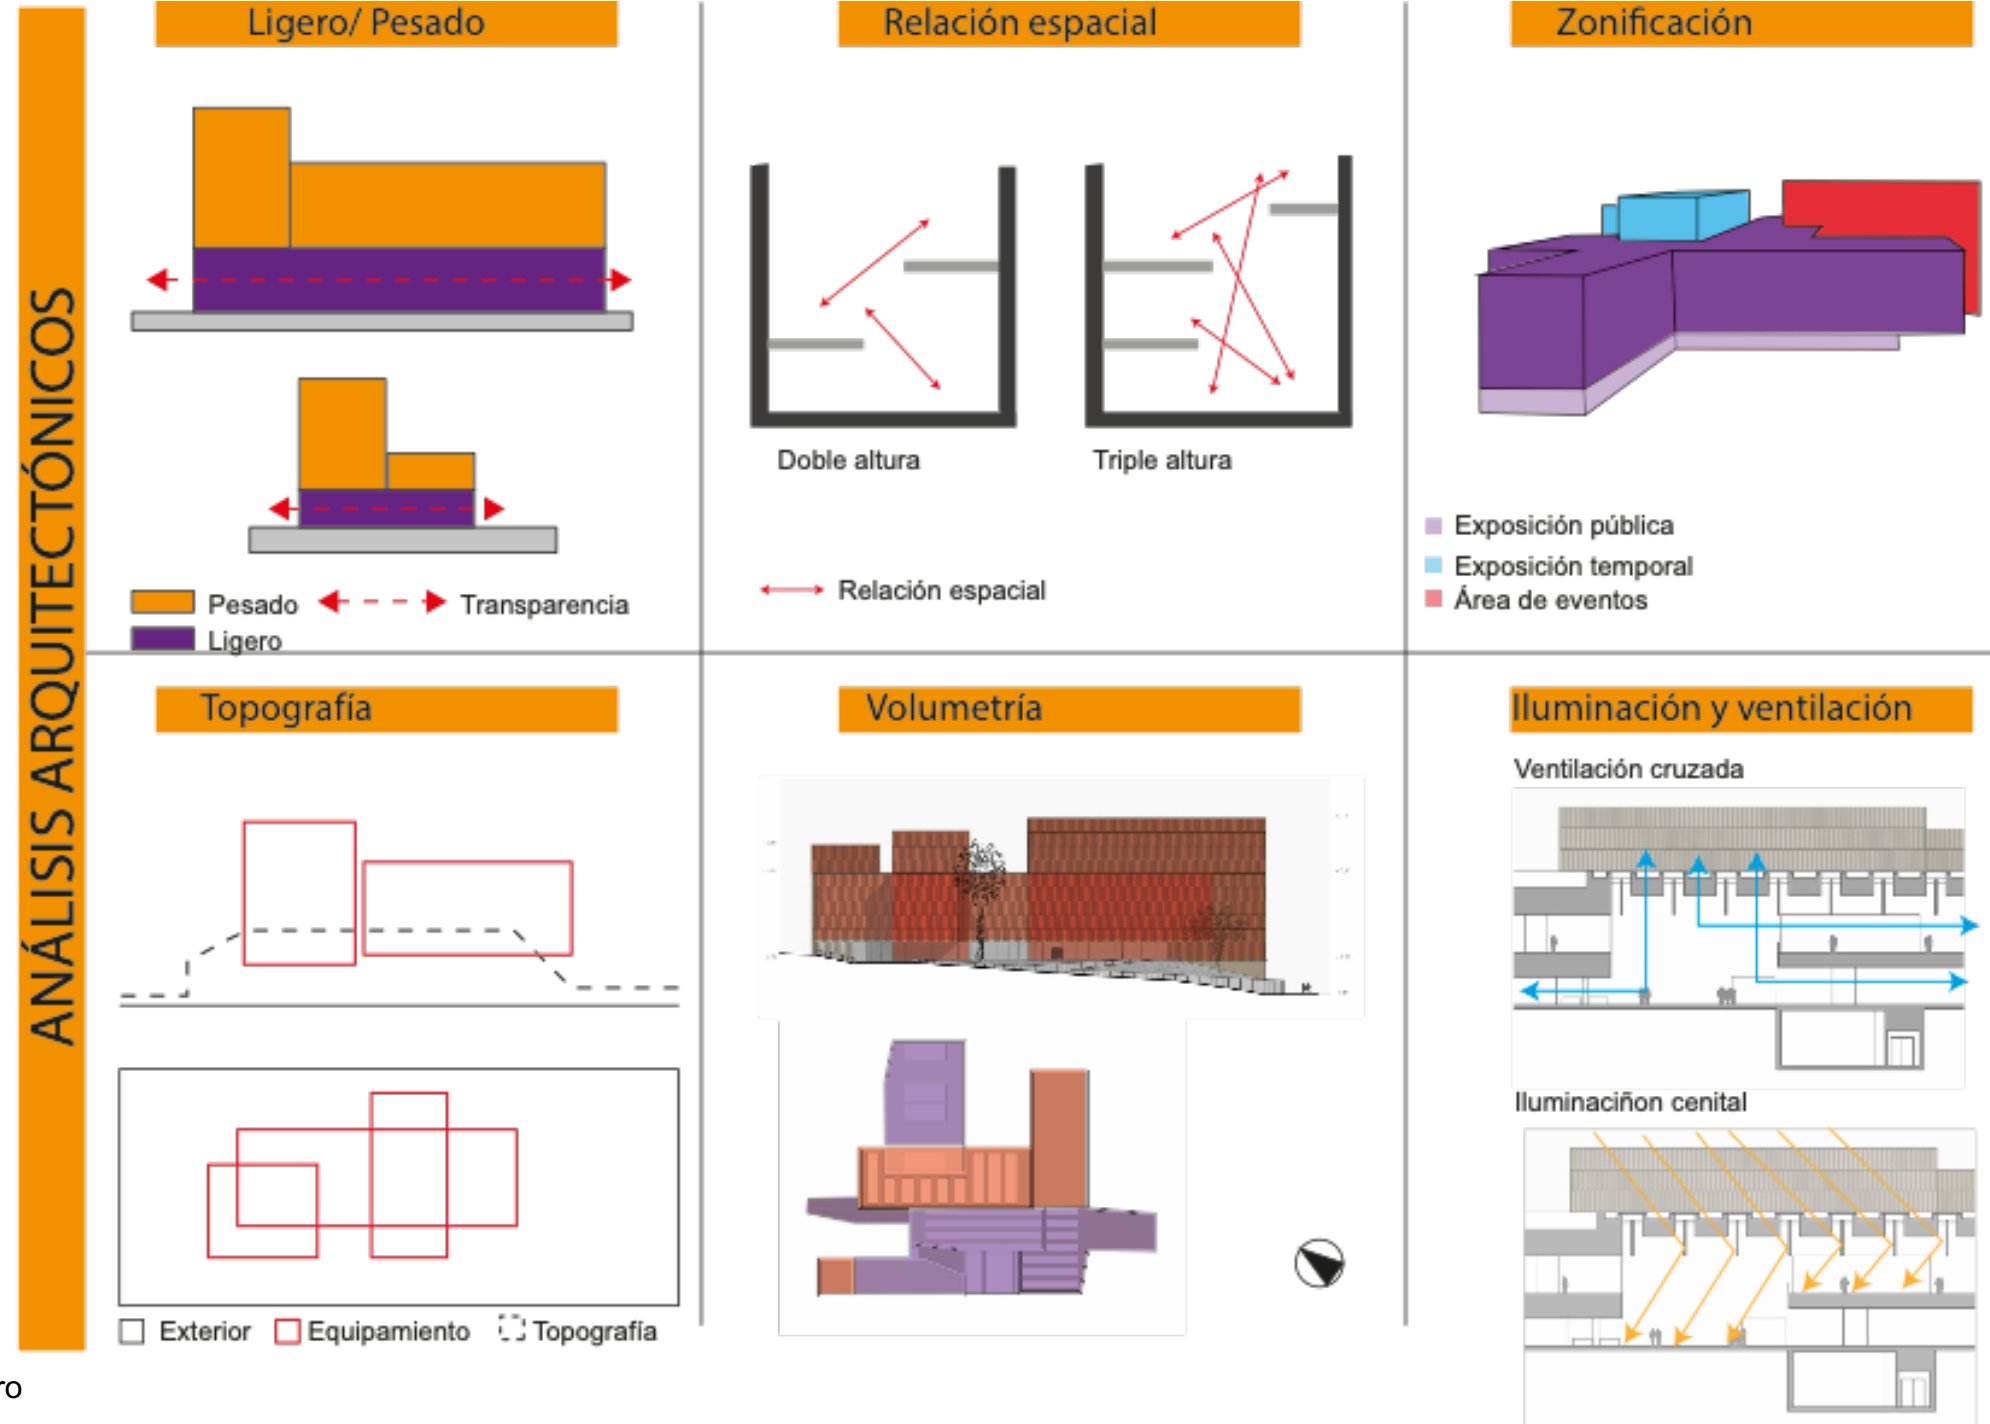 ANÁLISIS ARQUITECTÓNICOS
Ligero/ Pesado
Pesado
Transparencia
Ligero
Relación espacial
Doble altura
Triple altura
Relación espacial
Zonificación
Exposición pública
Exposición temporal
Área de eventos
Topografía
Exterior
Equipamiento
Topografía
Volumetría
Iluminación y ventilación
Ventilación cruzada
Iluminaciñon cenital
ro